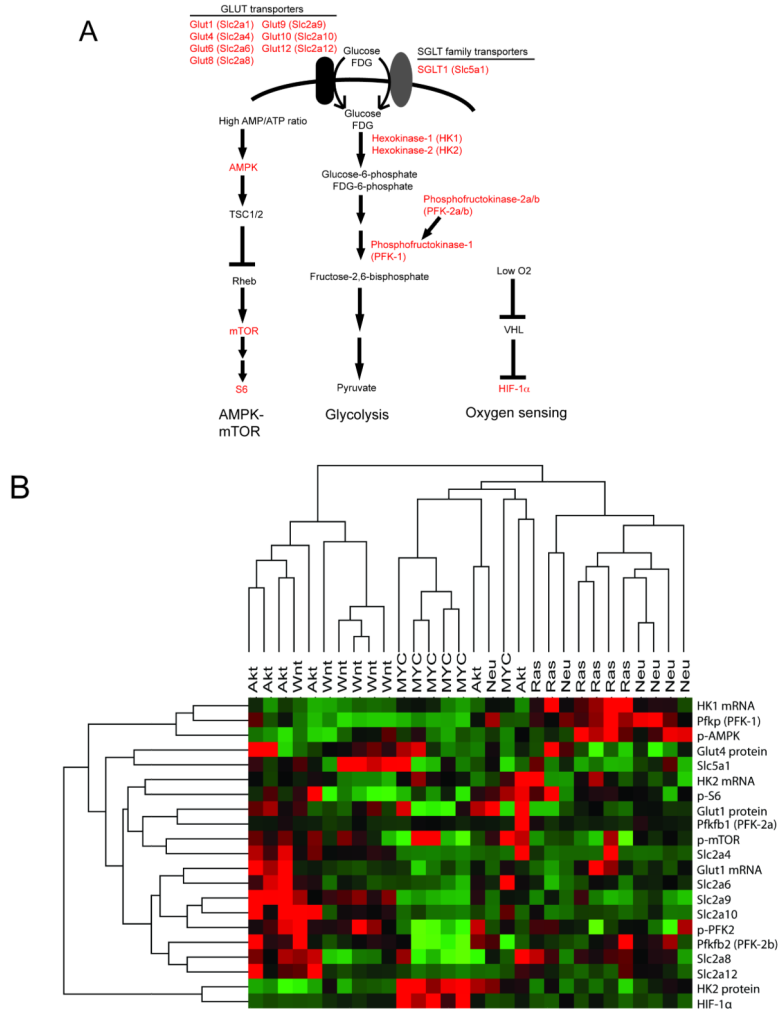 A
GLUT transporters
Glut1 (Slc2a1) Glut9 (Slc2a9)
Glut4 (Slc2a4) Glut10 (Slc2a10)
Glut6 (Slc2a6) Glut12 (Slc2a12)
Glut8 (Slc2a8)
Glucose
FDG
SGLT family transporters
SGLT1 (Slc5a1)
High AMP/ATP ratio
AMPK
TSC1/2
Rheb
mTOR
S6
AMPK-
mTOR
Glucose
FDG
Hexokinase-1 (HK1)
Hexokinase-2 (HK2)
Glucose-6-phosphate
FDG-6-phosphate
Phosphofructokinase-2a/b
(PFK-2a/b)
Phosphofructokinase-1
(PFK-1)
Fructose-2,6-bisphosphate
Pyruvate
Glycolysis
Low O2
VHL
HIF-1α
Oxygen sensing
B
Akt
Akt
Akt
Wnt
Akt
Wnt
Wnt
Wnt
Wnt
Wnt
MYC
MYC
MYC
MYC
MYC
Akt
Neu
MYC
Akt
Ras
Ras
Neu
Ras
Ras
Ras
Ras
Neu
Neu
Neu
Neu
HK1 mRNA
Pfkp (PFK-1)
p-AMPK
Glut4 protein
Slc5a1
HK2 mRNA
p-S6
Glut1 protein
Pfkfb1 (PFK-2a)
p-mTOR
Slc2a4
Glut1 mRNA
Slc2a6
Slc2a9
Slc2a10
p-PFK2
Pfkfb2 (PFK-2b)
Slc2a8
Slc2a12
HK2 protein
HIF-1α